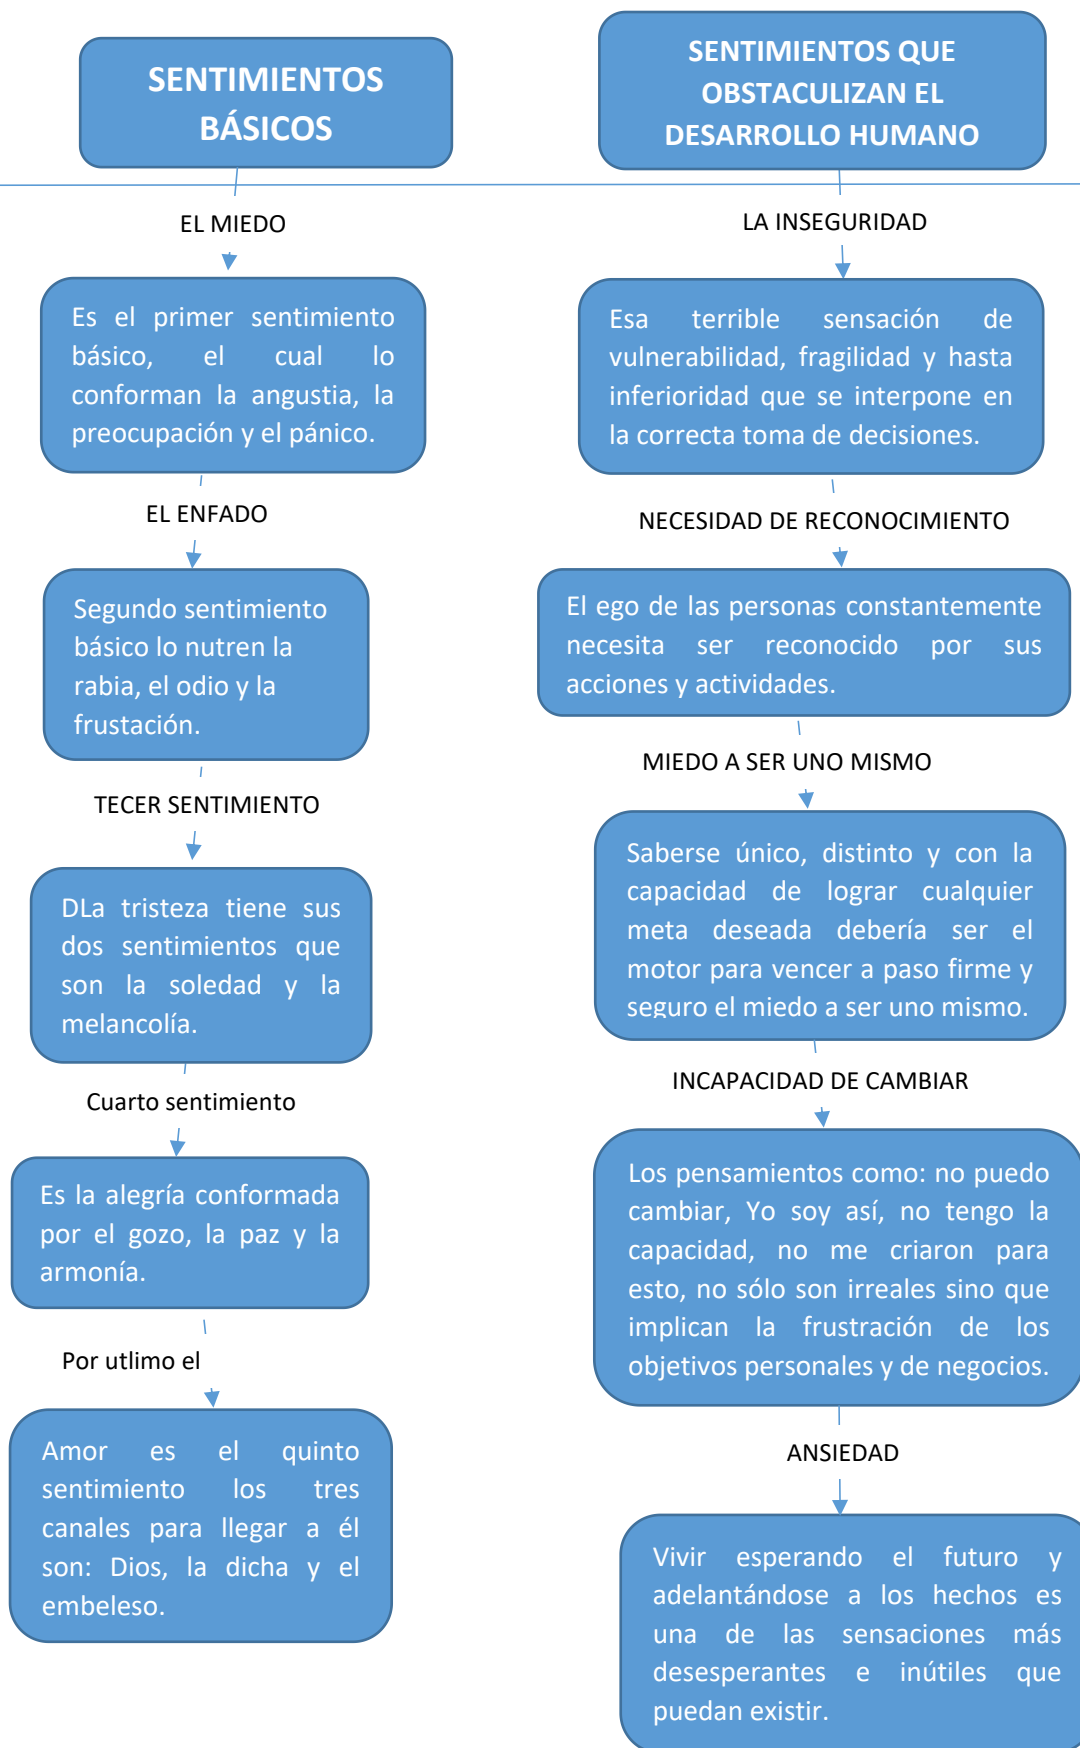 SENTIMIENTOS
BÁSICOS
EL MIEDO
Es el primer sentimiento
básico, el cual lo
conforman la angustia, la
preocupación y el pánico.
EL ENFADO
Segundo sentimiento
básico lo nutren la
rabia, el odio y la
frustación.
TECER SENTIMIENTO
DLa tristeza tiene sus
dos sentimientos que
son la soledad y la
melancolía.
Cuarto sentimiento
Es la alegría conformada
por el gozo, la paz y la
armonía.
Por utlimo el
Amor es el quinto
sentimiento los tres
canales para llegar a él
son: Dios, la dicha y el
embeleso.
SENTIMIENTOS QUE
OBSTACULIZAN EL
DESARROLLO HUMANO
LA INSEGURIDAD
Esa terrible sensación de
vulnerabilidad, fragilidad y hasta
inferioridad que se interpone en
la correcta toma de decisiones.
NECESIDAD DE RECONOCIMIENTO
El ego de las personas constantemente
necesita ser reconocido por sus
acciones y actividades.
MIEDO A SER UNO MISMO
Saberse único, distinto y con la
capacidad de lograr cualquier
meta deseada debería ser el
motor para vencer a paso firme y
seguro el miedo a ser uno mismo.
INCAPACIDAD DE CAMBIAR
Los pensamientos como: no puedo
cambiar, Yo soy así, no tengo la
capacidad, no me criaron para
esto, no sólo son irreales sino que
implican la frustración de los
objetivos personales y de negocios.
ANSIEDAD
Vivir esperando el futuro y
adelantándose a los hechos es
una de las sensaciones más
desesperantes e inútiles que
puedan existir.